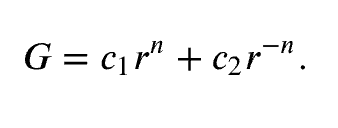 G = c₁rⁿ + c₂r⁻ⁿ.